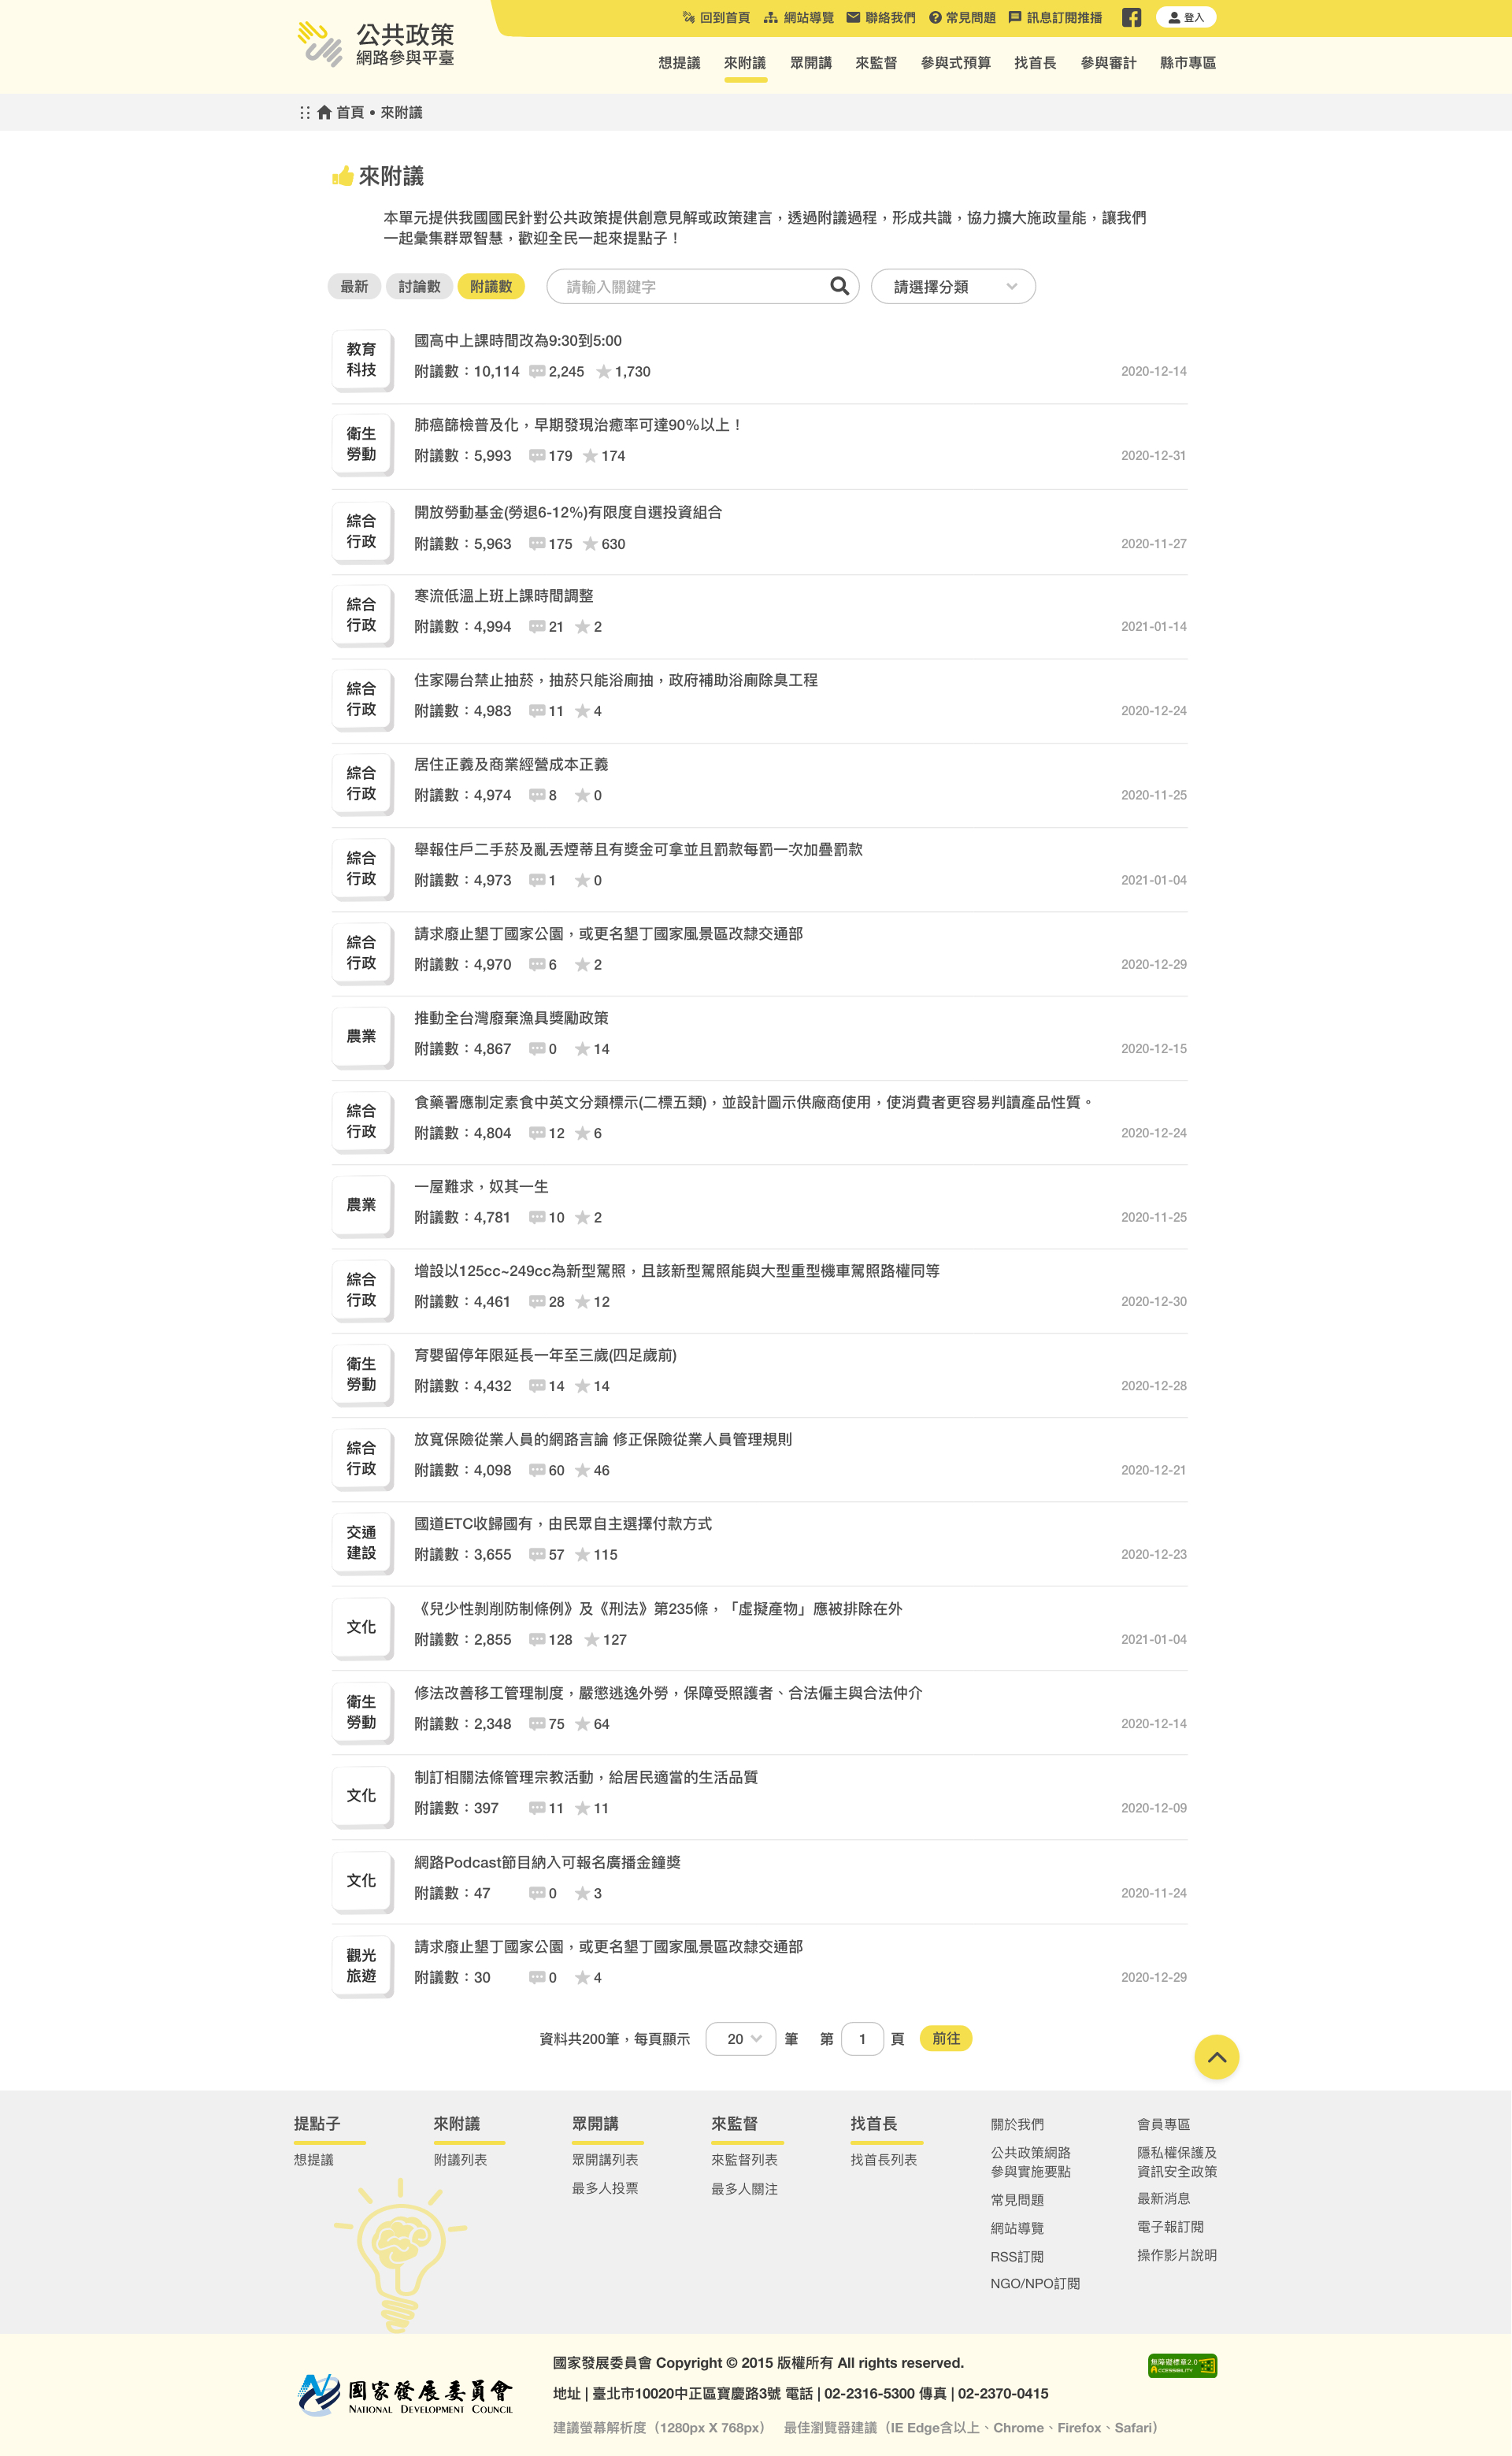 公共政策
網路參與平臺
回到首頁 網站導覽 聯絡我們 常見問題 訊息訂閱推播 登入
想提議 來附議 眾開講 來監督 參與式預算 找首長 參與審計 縣市專區
首頁 • 來附議
來附議
本單元提供我國國民針對公共政策提供創意見解或政策建言，透過附議過程，形成共識，協力擴大施政量能，讓我們
一起彙集群眾智慧，歡迎全民一起來提點子！
最新 討論數 附議數 請輸入關鍵字 請選擇分類
教育
科技
國高中上課時間改為9:30到5:00
附議數：10,114 2,245 1,730 2020-12-14
衛生
勞動
肺癌篩檢普及化，早期發現治癒率可達90%以上！
附議數：5,993 179 174 2020-12-31
綜合
行政
開放勞動基金(勞退6-12%)有限度自選投資組合
附議數：5,963 175 630 2020-11-27
綜合
行政
寒流低溫上班上課時間調整
附議數：4,994 21 2 2021-01-14
綜合
行政
住家陽台禁止抽菸，抽菸只能浴廁抽，政府補助浴廁除臭工程
附議數：4,983 11 4 2020-12-24
綜合
行政
居住正義及商業經營成本正義
附議數：4,974 8 0 2020-11-25
綜合
行政
舉報住戶二手菸及亂丟煙蒂且有獎金可拿並且罰款每罰一次加疊罰款
附議數：4,973 1 0 2021-01-04
綜合
行政
請求廢止墾丁國家公園，或更名墾丁國家風景區改隸交通部
附議數：4,970 6 2 2020-12-29
農業
推動全台灣廢棄漁具獎勵政策
附議數：4,867 0 14 2020-12-15
綜合
行政
食藥署應制定素食中英文分類標示(二標五類)，並設計圖示供廠商使用，使消費者更容易判讀產品性質。
附議數：4,804 12 6 2020-12-24
農業
一屋難求，奴其一生
附議數：4,781 10 2 2020-11-25
綜合
行政
增設以125cc~249cc為新型駕照，且該新型駕照能與大型重型機車駕照路權同等
附議數：4,461 28 12 2020-12-30
衛生
勞動
育嬰留停年限延長一年至三歲(四足歲前)
附議數：4,432 14 14 2020-12-28
綜合
行政
放寬保險從業人員的網路言論 修正保險從業人員管理規則
附議數：4,098 60 46 2020-12-21
交通
建設
國道ETC收歸國有，由民眾自主選擇付款方式
附議數：3,655 57 115 2020-12-23
文化
《兒少性剝削防制條例》及《刑法》第235條，「虛擬產物」應被排除在外
附議數：2,855 128 127 2021-01-04
衛生
勞動
修法改善移工管理制度，嚴懲逃逸外勞，保障受照護者、合法僱主與合法仲介
附議數：2,348 75 64 2020-12-14
文化
制訂相關法條管理宗教活動，給居民適當的生活品質
附議數：397 11 11 2020-12-09
文化
網路Podcast節目納入可報名廣播金鐘獎
附議數：47 0 3 2020-11-24
觀光
旅遊
請求廢止墾丁國家公園，或更名墾丁國家風景區改隸交通部
附議數：30 0 4 2020-12-29
資料共200筆，每頁顯示 20 筆 第 1 頁 前往
提點子
想提議
來附議
附議列表
眾開講
眾開講列表
最多人投票
來監督
來監督列表
最多人關注
找首長
找首長列表
關於我們
公共政策網路
參與實施要點
常見問題
網站導覽
RSS訂閱
NGO/NPO訂閱
會員專區
隱私權保護及
資訊安全政策
最新消息
電子報訂閱
操作影片說明
國家發展委員會
NATIONAL DEVELOPMENT COUNCIL
國家發展委員會 Copyright © 2015 版權所有 All rights reserved.
地址 | 臺北市10020中正區寶慶路3號 電話 | 02-2316-5300 傳真 | 02-2370-0415
建議螢幕解析度（1280px X 768px） 最佳瀏覽器建議（IE Edge含以上、Chrome、Firefox、Safari）
無障礙標章2.0
ACCESSIBILITY